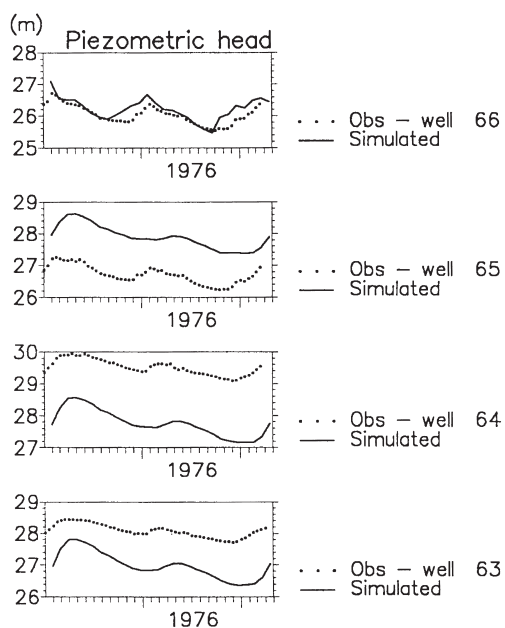 (m)
Piezometric head
28
27
26
25
1976
Obs – well 66
Simulated
29
28
27
26
1976
Obs – well 65
Simulated
30
29
28
27
1976
Obs – well 64
Simulated
29
28
27
26
1976
Obs – well 63
Simulated